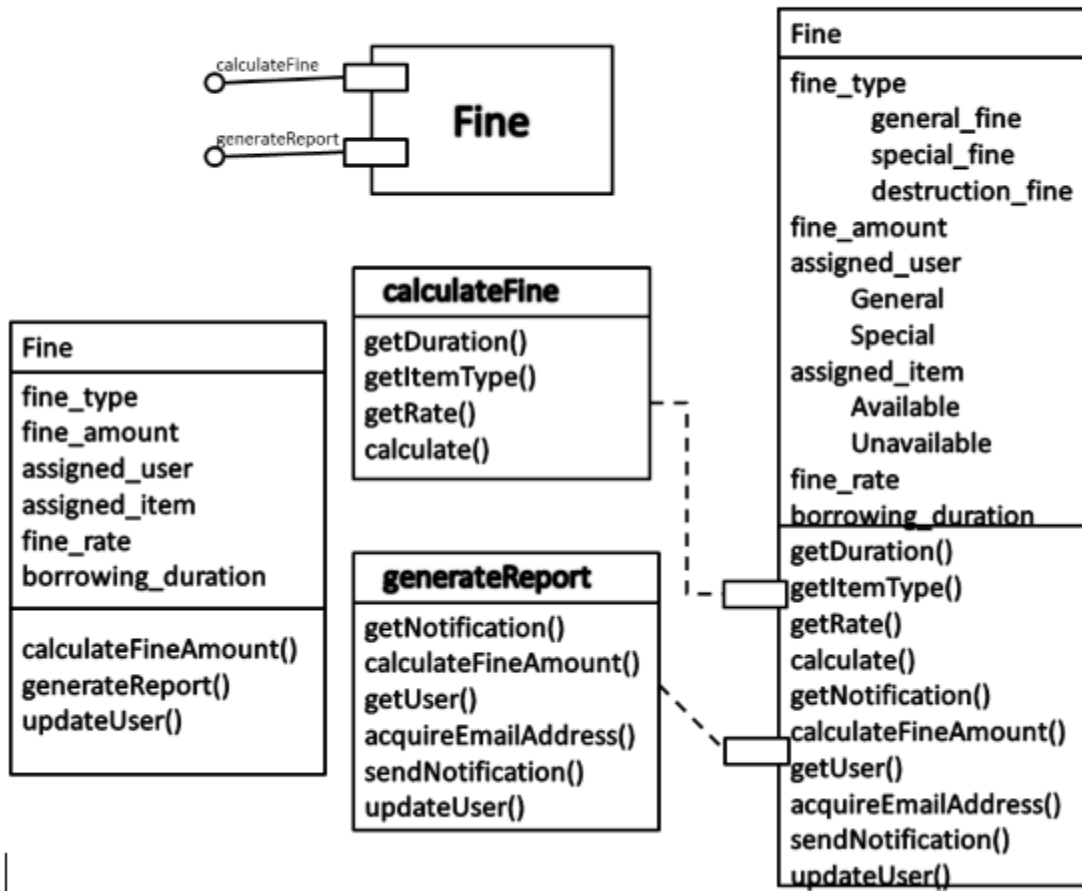 calculateFine
generateReport
Fine
Fine
fine_type
fine_amount
assigned_user
assigned_item
fine_rate
borrowing_duration
calculateFineAmount()
generateReport()
updateUser()
calculateFine
getDuration()
getItemType()
getRate()
calculate()
generateReport
getNotification()
calculateFineAmount()
getUser()
acquireEmailAddress()
sendNotification()
updateUser()
Fine
fine_type
general_fine
special_fine
destruction_fine
fine_amount
assigned_user
General
Special
assigned_item
Available
Unavailable
fine_rate
borrowing_duration
getDuration()
getItemType()
getRate()
calculate()
getNotification()
calculateFineAmount()
getUser()
acquireEmailAddress()
sendNotification()
updateUser()